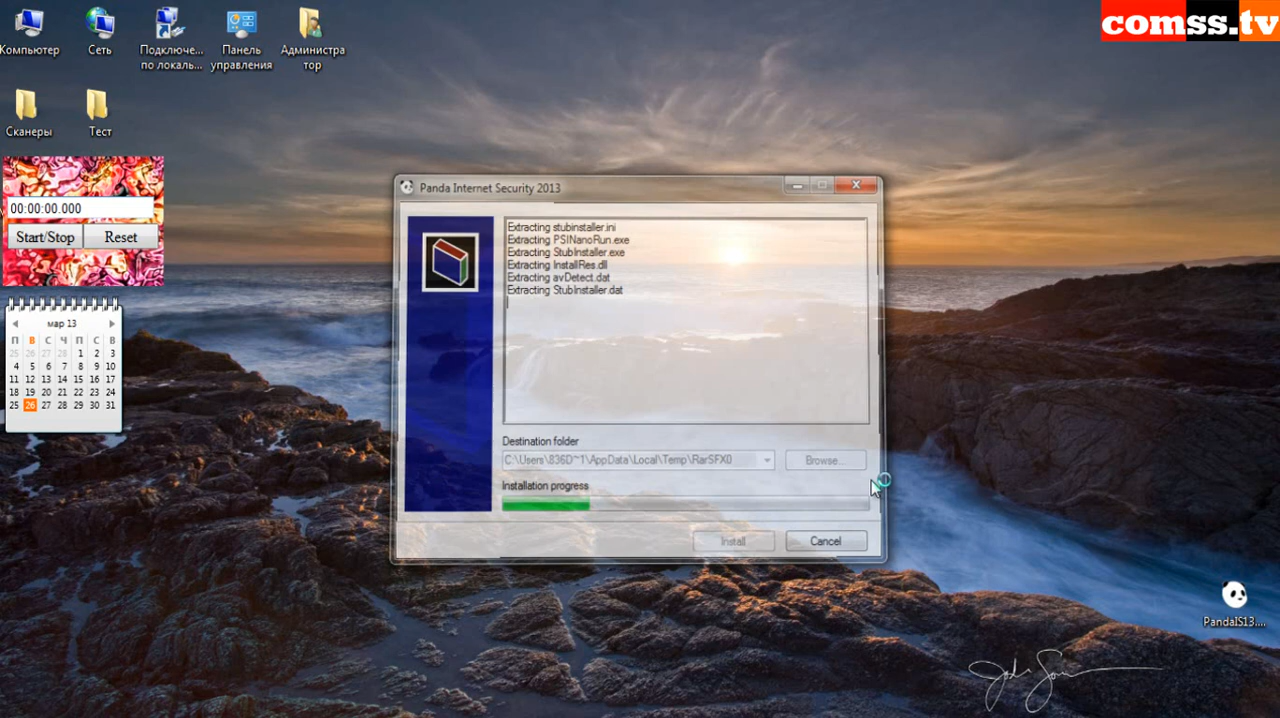 comss.tv
Компьютер
Сеть
Подключе...
по локаль...
Панель
управления
Администра
тор
Сканеры
Тест
00:00:00.000
Start/Stop
Reset
мар 13
П В С Ч П С В
25 26 27 28 1 2 3
4 5 6 7 8 9 10
11 12 13 14 15 16 17
18 19 20 21 22 23 24
25 26 27 28 29 30 31
Panda Internet Security 2013
Extracting stubinstaller.ini
Extracting PSINanoRun.exe
Extracting StubInstaller.exe
Extracting InstallRes.dll
Extracting avDetect.dat
Extracting StubInstaller.dat
Destination folder
C:\Users\836D~1\AppData\Local\Temp\RarSFX0
Browse...
Installation progress
Install
Cancel
PandaIS13....